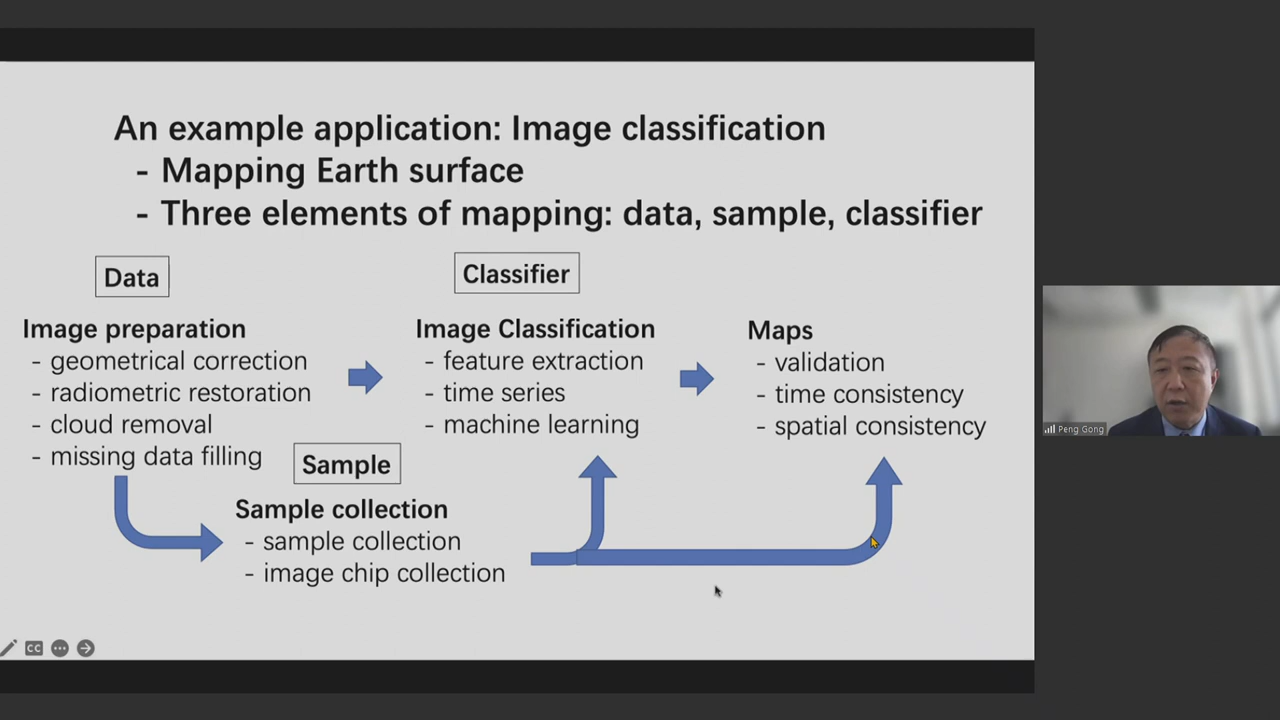 An example application: Image classification
- Mapping Earth surface
- Three elements of mapping: data, sample, classifier
Data
Image preparation
- geometrical correction
- radiometric restoration
- cloud removal
- missing data filling
Sample
Sample collection
- sample collection
- image chip collection
Classifier
Image Classification
- feature extraction
- time series
- machine learning
Maps
- validation
- time consistency
- spatial consistency
CC
Peng Gong